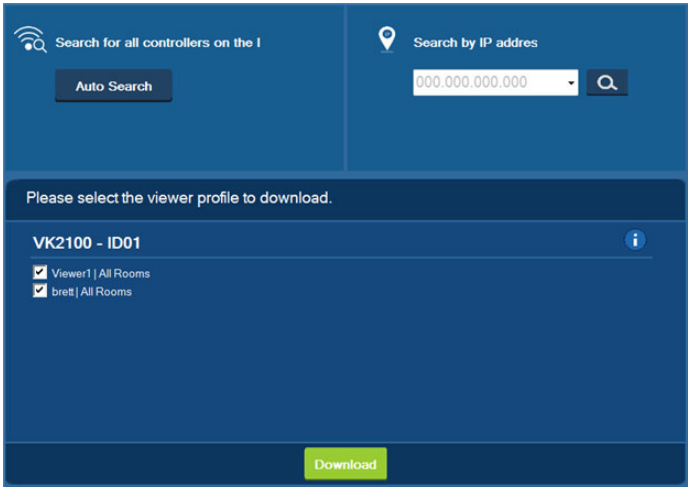 Search for all controllers on the l
Auto Search
Search by IP addres
000.000.000.000
Please select the viewer profile to download.
VK2100 - ID01
i
Viewer1| All Rooms
brett| All Rooms
Download